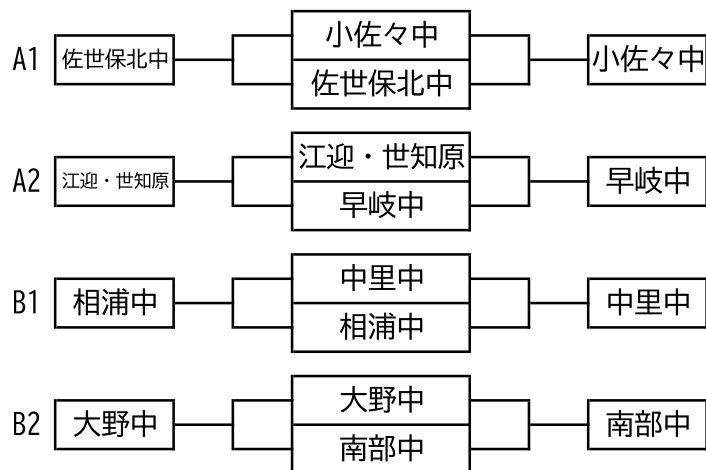 小佐々中
A1 佐世保北中 小佐々中
佐世保北中
江迎・世知原
A2 江迎・世知原 早岐中
早岐中
中里中
B1 相浦中 中里中
相浦中
大野中
B2 大野中 南部中
南部中